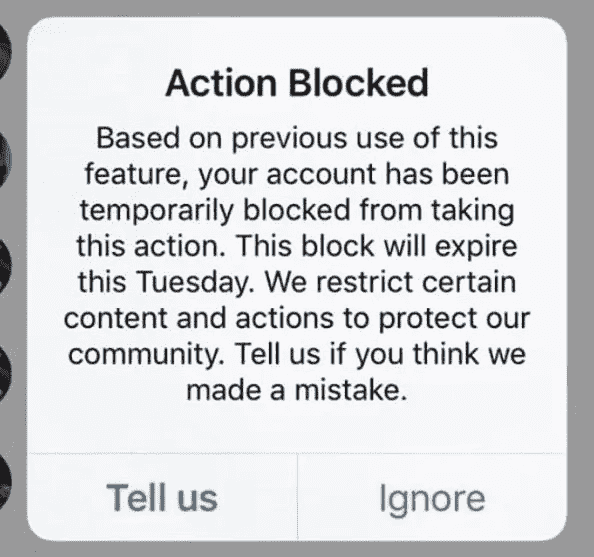 Action Blocked
Based on previous use of this
feature, your account has been
temporarily blocked from taking
this action. This block will expire
this Tuesday. We restrict certain
content and actions to protect our
community. Tell us if you think we
made a mistake.
Tell us
Ignore